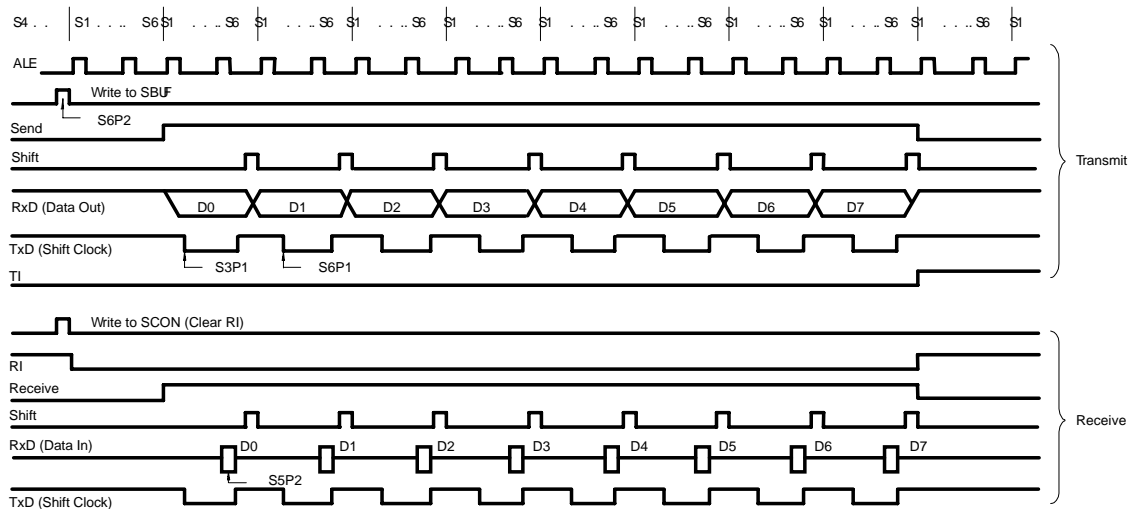 S4 . . S1 . . . .. S6 S1 . . . .. S6 S1 . . . .. S6 S1 . . . .. S6 S1 . . . .. S6 S1 . . . .. S6 S1 . . . .. S6 S1 . . . .. S6 S1 . . . .. S6 S1 . . . .. S6 S1
ALE
Write to SBUF
S6P2
Send
Shift
Transmit
RxD (Data Out) D0 D1 D2 D3 D4 D5 D6 D7
TxD (Shift Clock)
S3P1 S6P1
TI
Write to SCON (Clear RI)
RI
Receive
Shift
Receive
RxD (Data In) D0 D1 D2 D3 D4 D5 D6 D7
S5P2
TxD (Shift Clock)